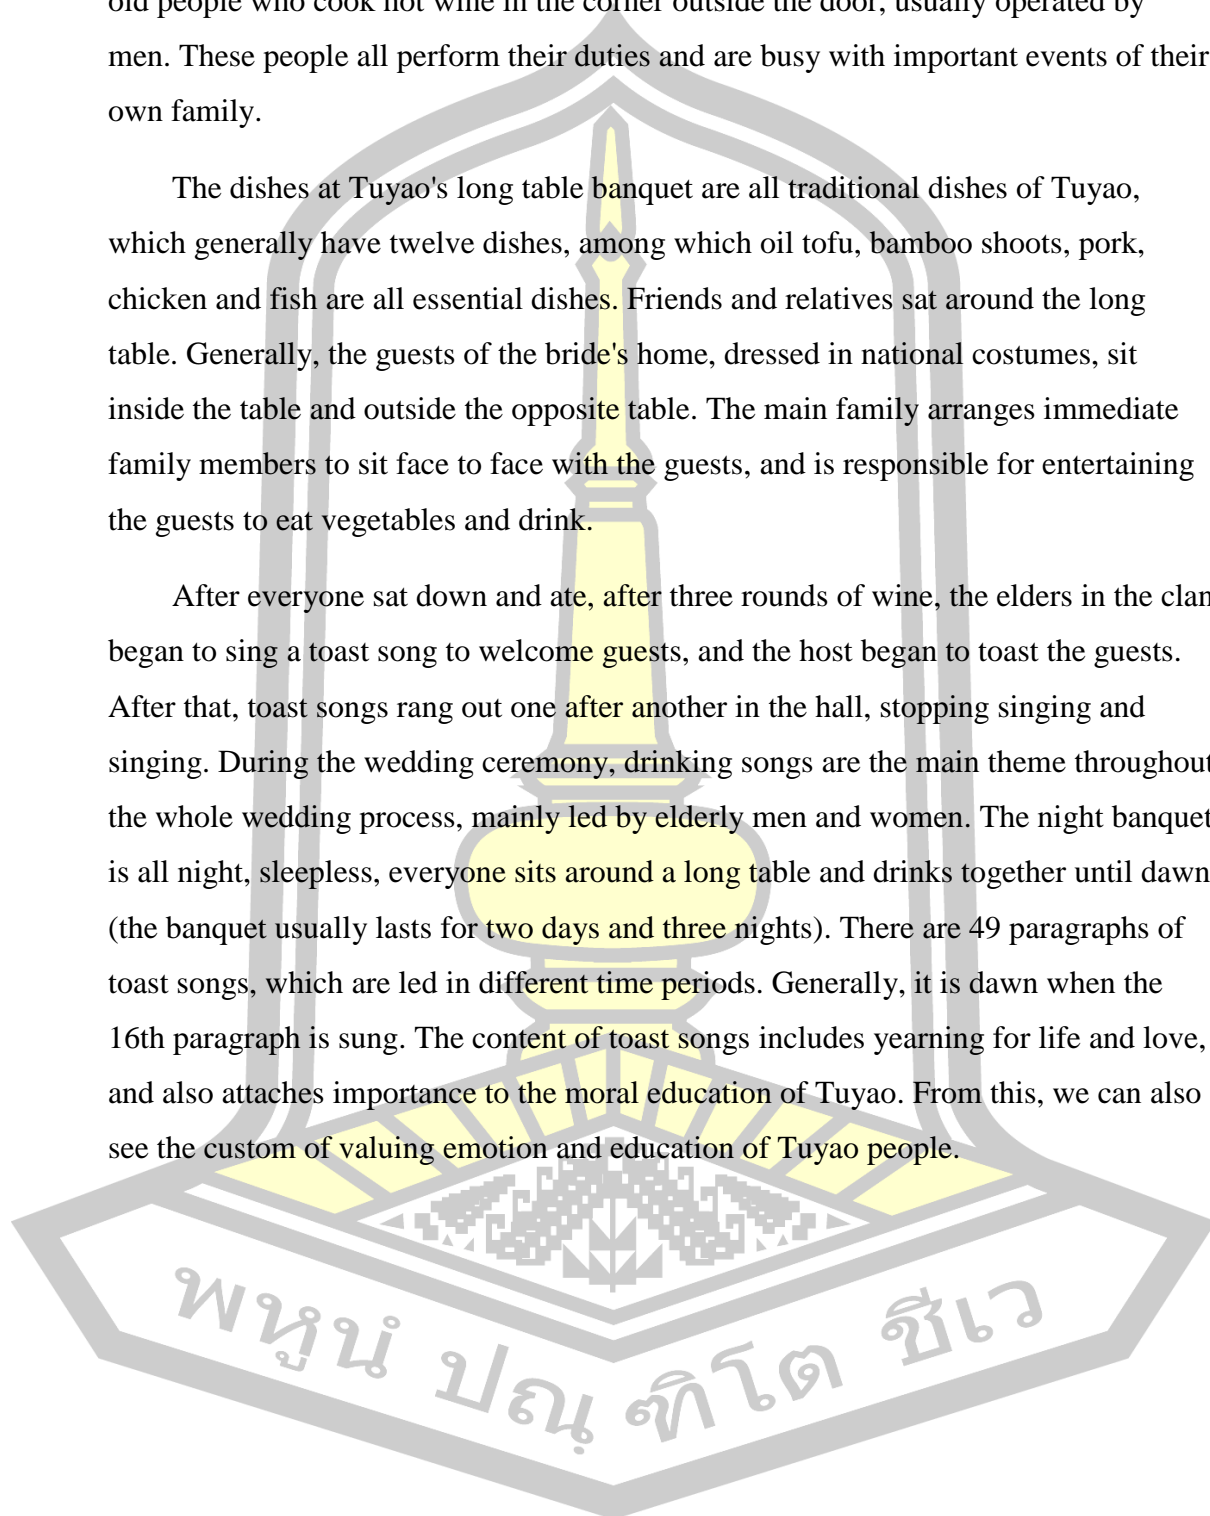 old people who cook hot wine in the corner outside the door, usually operated by
men. These people all perform their duties and are busy with important events of their
own family.
The dishes at Tuyao's long table banquet are all traditional dishes of Tuyao,
which generally have twelve dishes, among which oil tofu, bamboo shoots, pork,
chicken and fish are all essential dishes. Friends and relatives sat around the long
table. Generally, the guests of the bride's home, dressed in national costumes, sit
inside the table and outside the opposite table. The main family arranges immediate
family members to sit face to face with the guests, and is responsible for entertaining
the guests to eat vegetables and drink.
After everyone sat down and ate, after three rounds of wine, the elders in the clan
began to sing a toast song to welcome guests, and the host began to toast the guests.
After that, toast songs rang out one after another in the hall, stopping singing and
singing. During the wedding ceremony, drinking songs are the main theme throughout
the whole wedding process, mainly led by elderly men and women. The night banquet
is all night, sleepless, everyone sits around a long table and drinks together until dawn
(the banquet usually lasts for two days and three nights). There are 49 paragraphs of
toast songs, which are led in different time periods. Generally, it is dawn when the
16th paragraph is sung. The content of toast songs includes yearning for life and love,
and also attaches importance to the moral education of Tuyao. From this, we can also
see the custom of valuing emotion and education of Tuyao people.
พหูนํ ปณฺฑิโต ชีเว